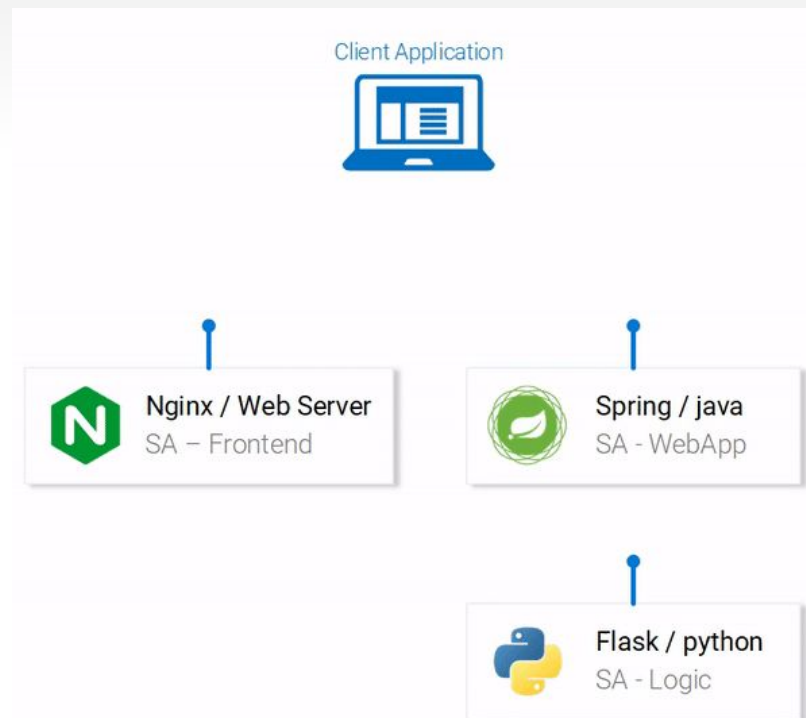 Client Application
Nginx / Web Server
SA – Frontend
Spring / java
SA - WebApp
Flask / python
SA - Logic